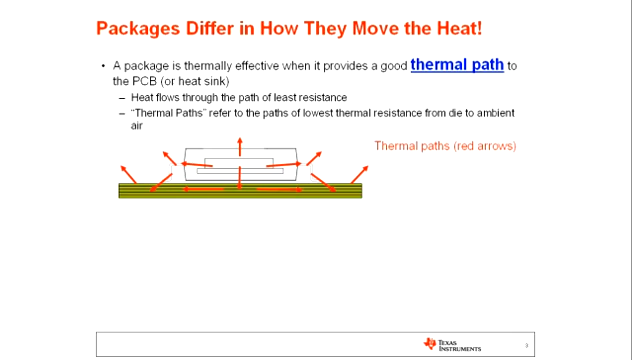 Packages Differ in How They Move the Heat!
• A package is thermally effective when it provides a good thermal path to
the PCB (or heat sink)
– Heat flows through the path of least resistance
– "Thermal Paths" refer to the paths of lowest thermal resistance from die to ambient
air
Thermal paths (red arrows)
TEXAS
INSTRUMENTS
3